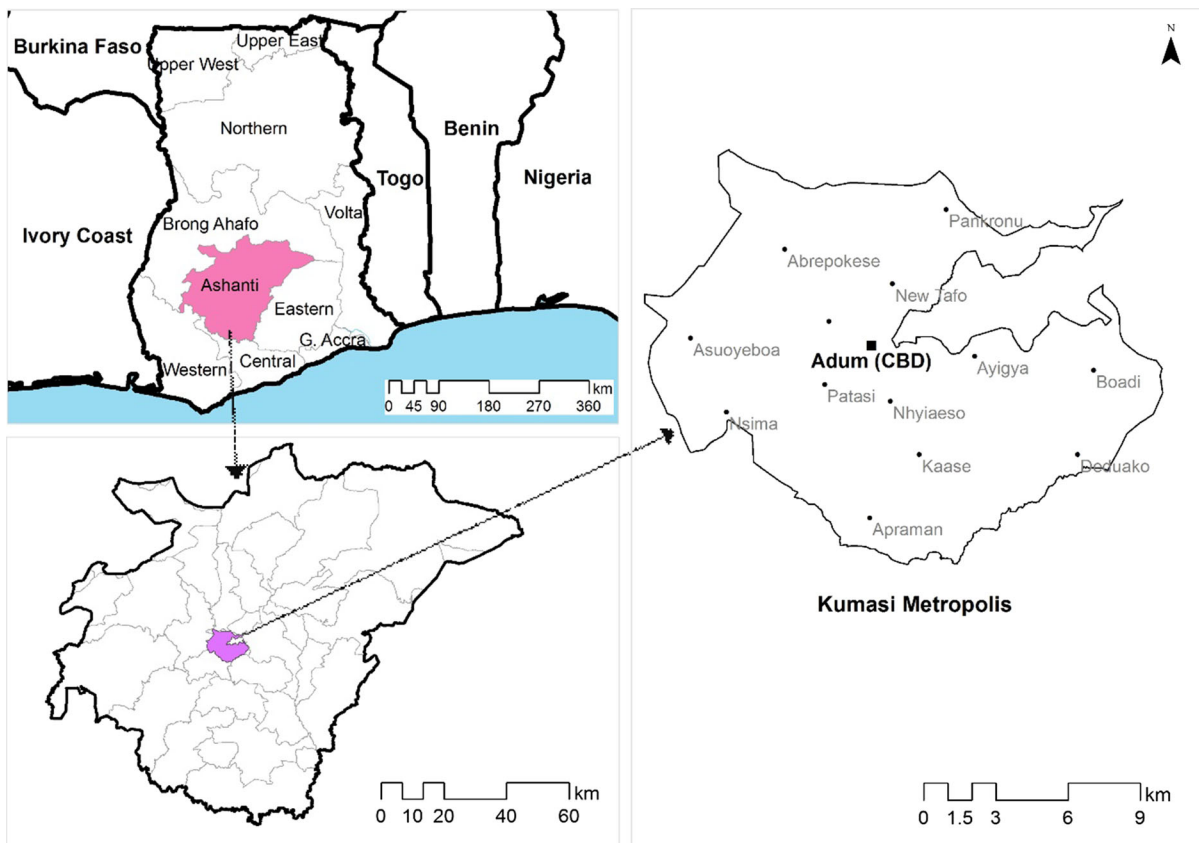 Burkina Faso
Upper East
Upper West
Northern
Benin
Togo
Nigeria
Volta
Brong Ahafo
Ivory Coast
Ashanti
Eastern
G. Accra
Central
Western
km
0 45 90 180 270 360
km
0 10 20 40 60
N
Pankronu
Abrepokese
New Tafo
Asuoyeboa
Adum (CBD)
Ayigya
Boadi
Patasi
Nhyiaeso
Nsima
Kaase
Deduako
Apraman
Kumasi Metropolis
km
0 1.5 3 6 9